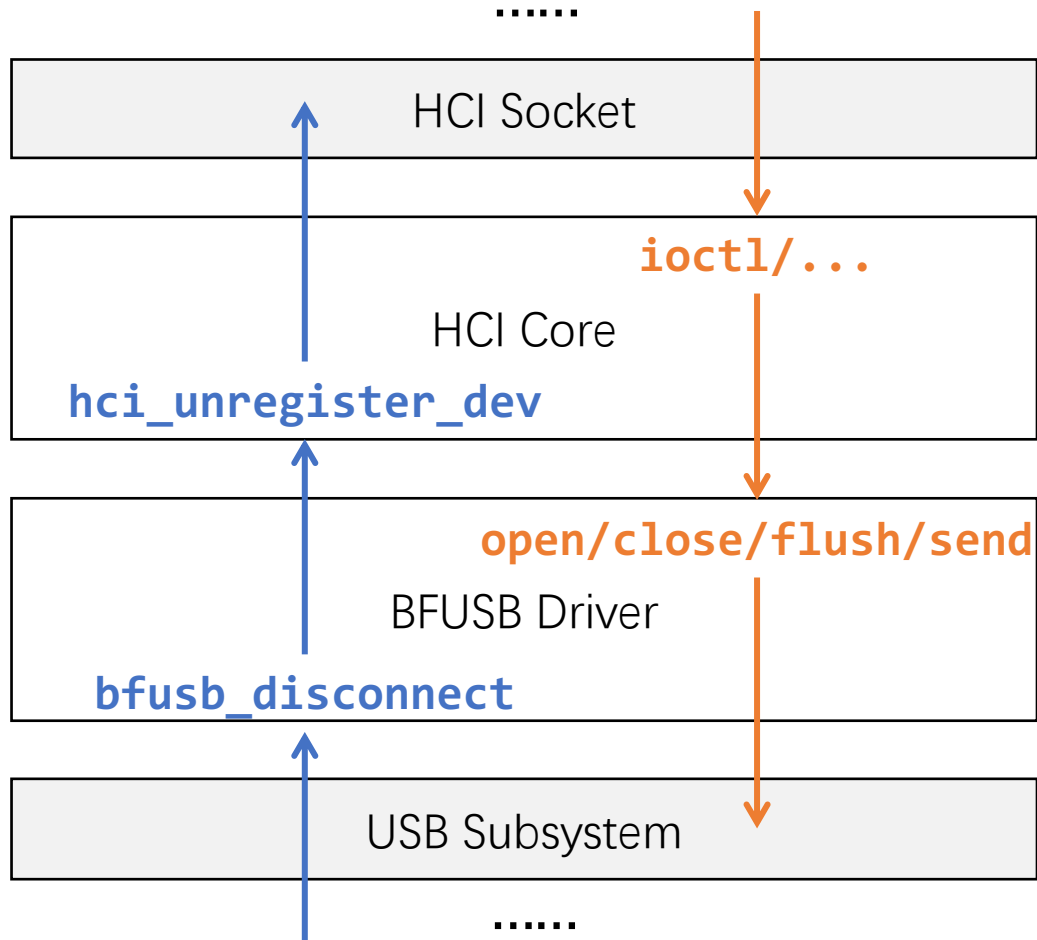 ......
HCI Socket
ioctl/...
HCI Core
hci_unregister_dev
open/close/flush/send
BFUSB Driver
bfusb_disconnect
USB Subsystem
......